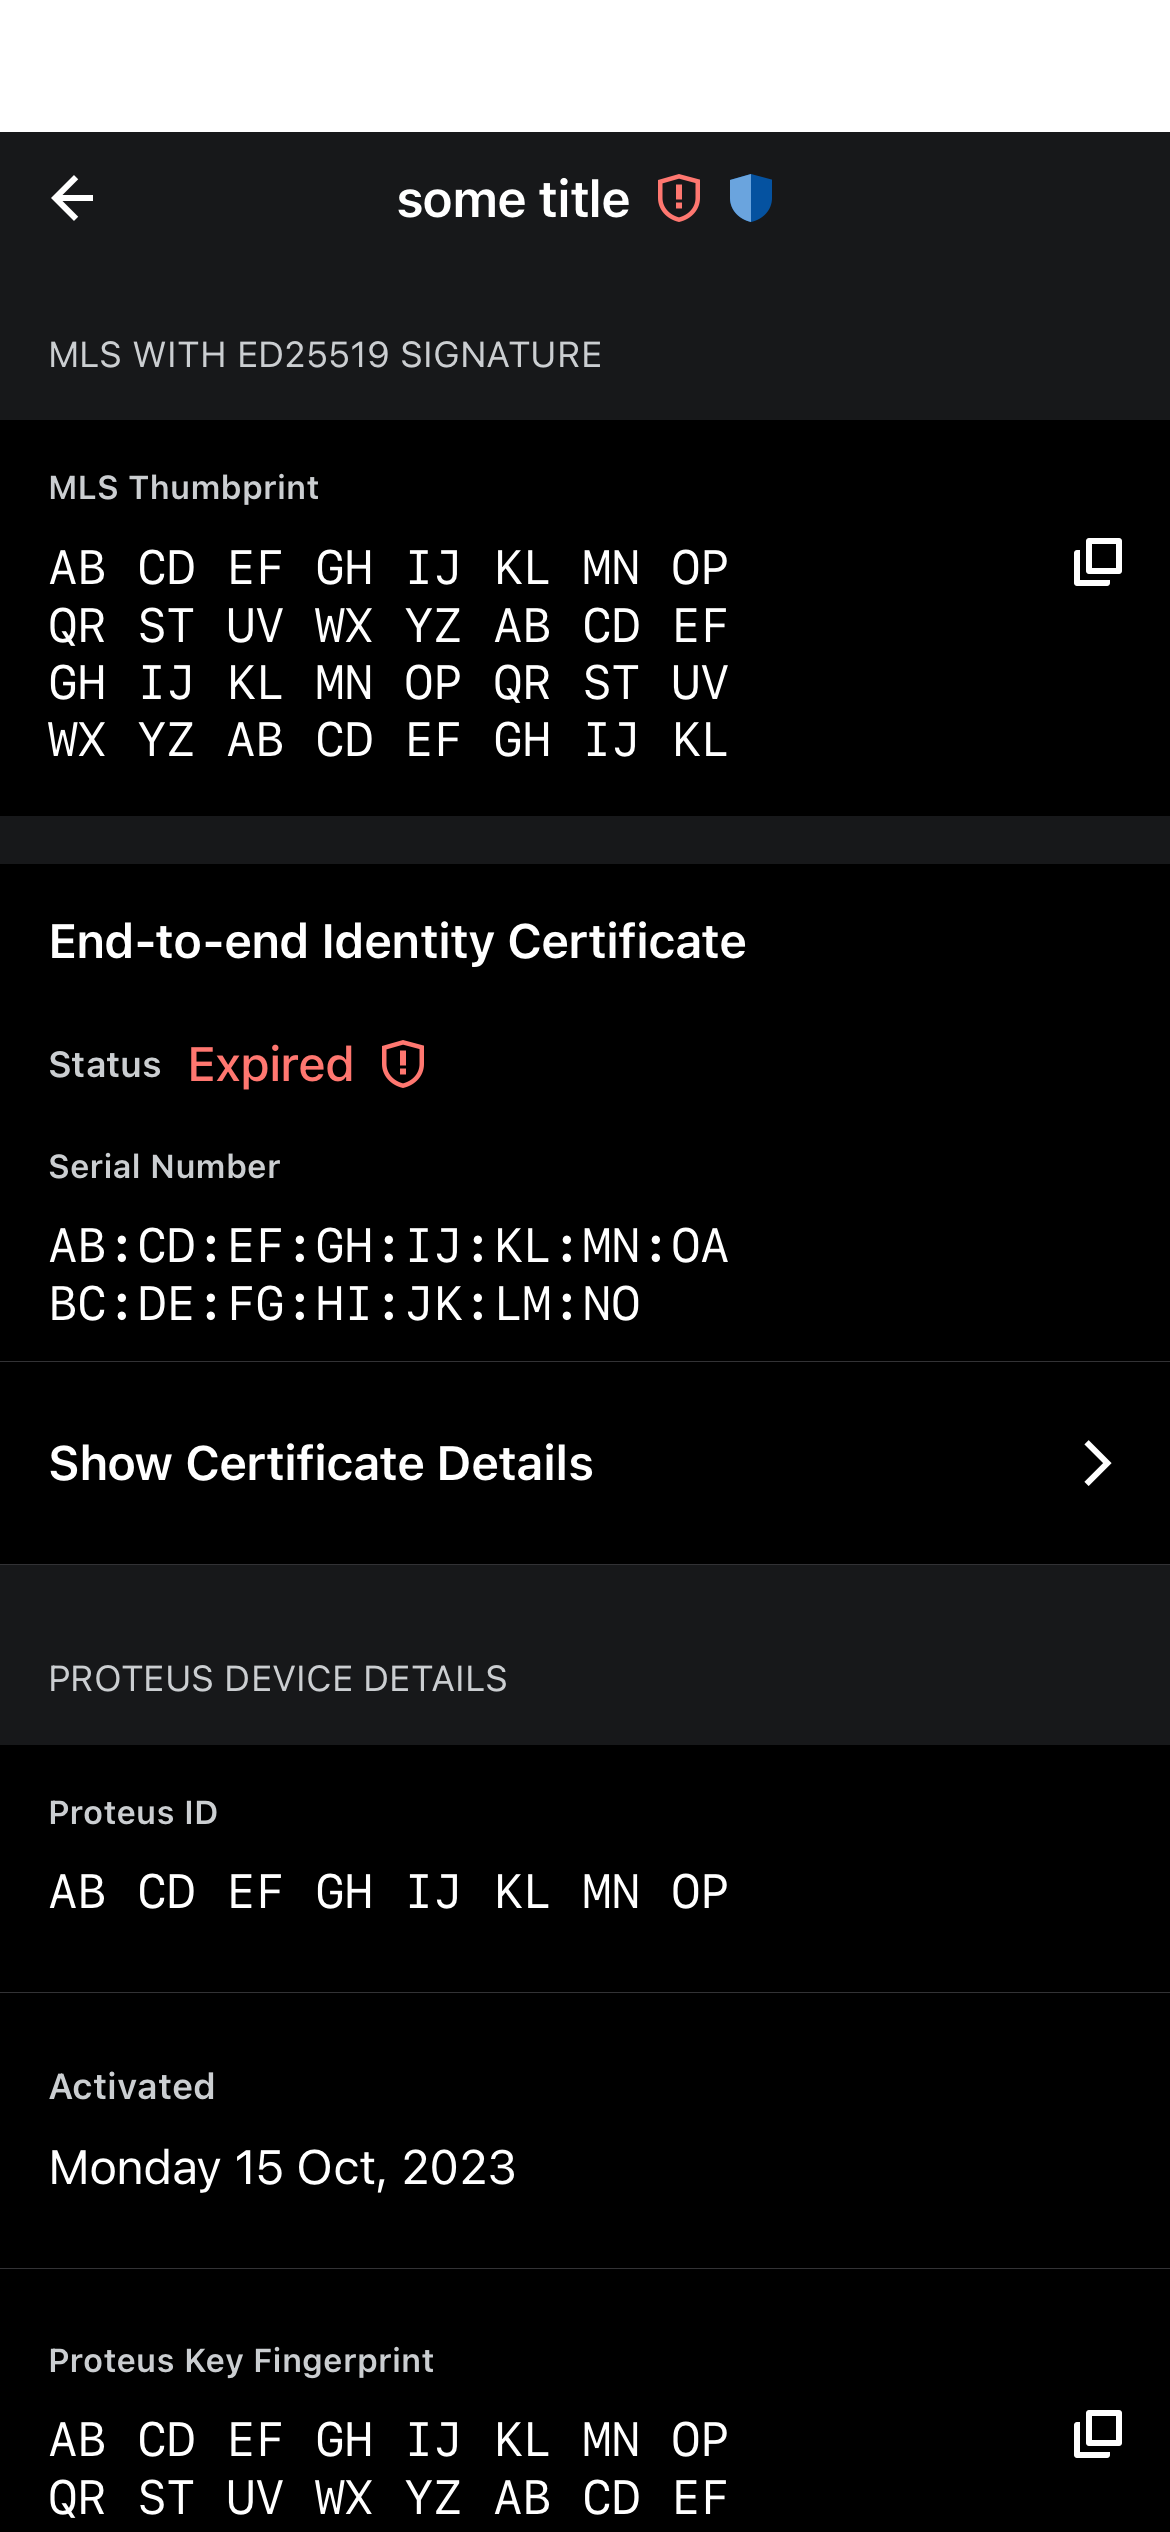 some title
MLS WITH ED25519 SIGNATURE
MLS Thumbprint
AB CD EF GH IJ KL MN OP
QR ST UV WX YZ AB CD EF
GH IJ KL MN OP QR ST UV
WX YZ AB CD EF GH IJ KL
End-to-end Identity Certificate
Status Expired
Serial Number
AB:CD:EF:GH:IJ:KL:MN:OA
BC:DE:FG:HI:JK:LM:NO
Show Certificate Details
PROTEUS DEVICE DETAILS
Proteus ID
AB CD EF GH IJ KL MN OP
Activated
Monday 15 Oct, 2023
Proteus Key Fingerprint
AB CD EF GH IJ KL MN OP
QR ST UV WX YZ AB CD EF